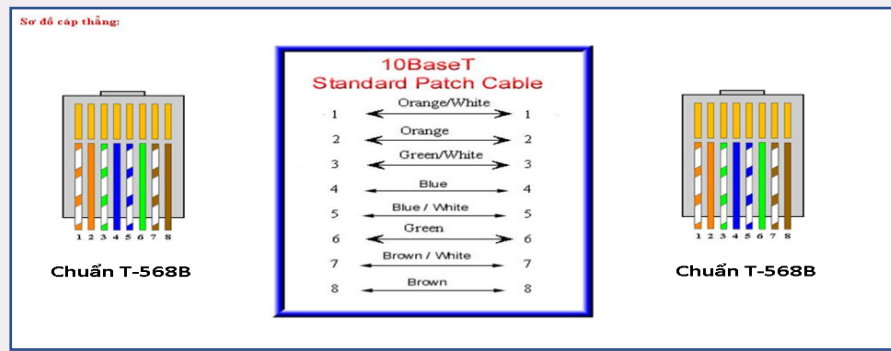 Sơ đồ cáp thẳng:
10BaseT
Standard Patch Cable
1 Orange/White 1
2 Orange 2
3 Green/White 3
4 Blue 4
5 Blue / White 5
6 Green 6
7 Brown / White 7
8 Brown 8
1 2 3 4 5 6 7 8
Chuẩn T-568B
1 2 3 4 5 6 7 8
Chuẩn T-568B